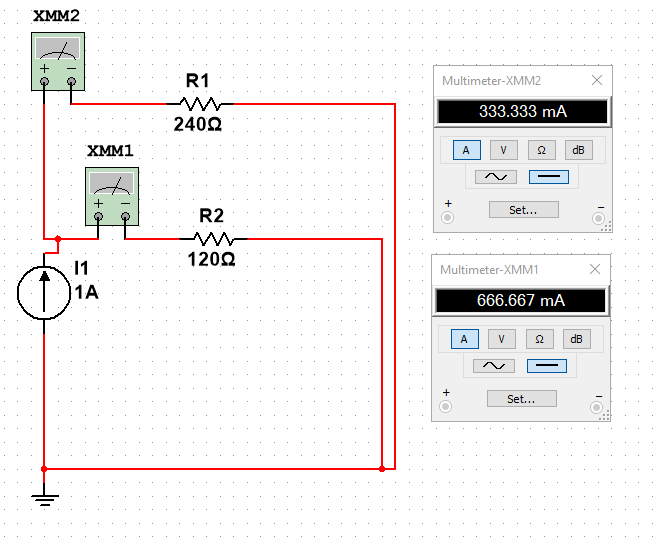 XMM2
+ −
R1
240Ω
XMM1
+ −
R2
120Ω
I1
1A
Multimeter-XMM2
333.333 mA
A V Ω dB
Set...
+ −
Multimeter-XMM1
666.667 mA
A V Ω dB
Set...
+ −